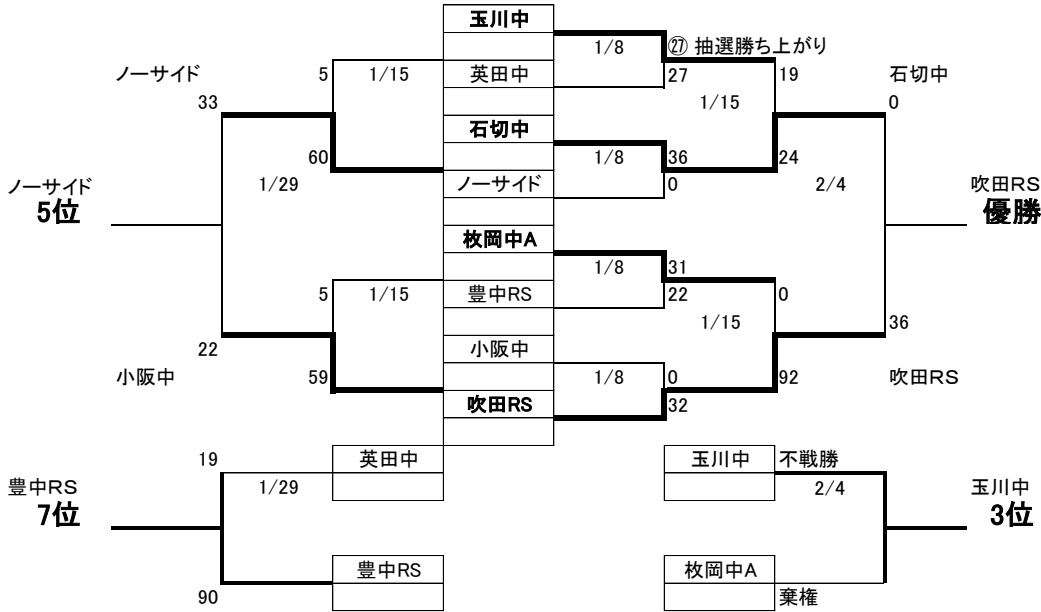 玉川中
1/8
㉗ 抽選勝ち上がり
ノーサイド
5
1/15
英田中
27
19
石切中
33
1/15
0
石切中
60
1/8
36
24
1/29
ノーサイド
0
2/4
ノーサイド
吹田RS
5位
優勝
枚岡中A
1/8
31
5
1/15
豊中RS
22
0
1/15
36
22
小阪中
小阪中
59
1/8
0
92
吹田RS
吹田RS
32
19
英田中
玉川中
不戦勝
豊中RS
1/29
2/4
玉川中
7位
3位
豊中RS
枚岡中A
90
棄権